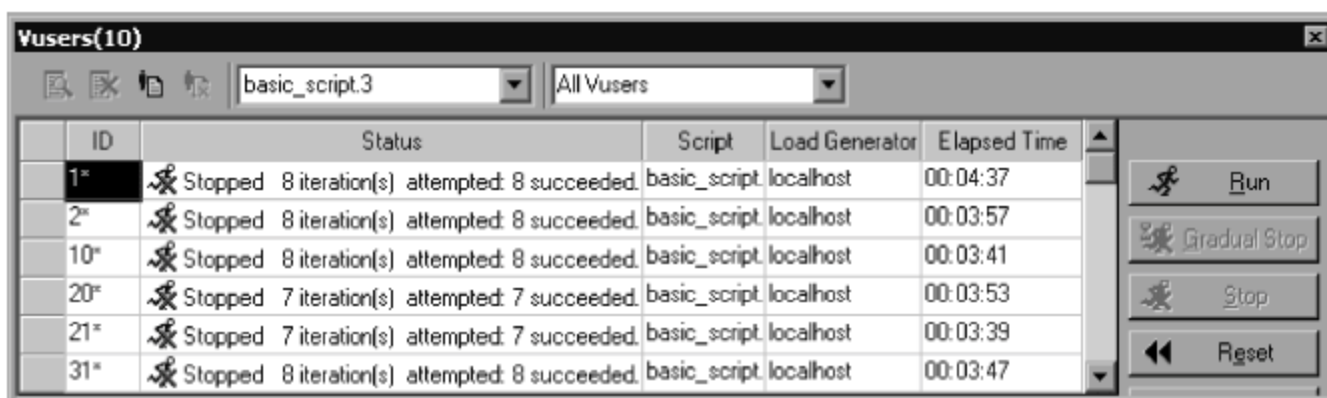 Vusers(10)
basic_script.3 All Vusers
ID Status Script Load Generator Elapsed Time
1* Stopped 8 iteration(s) attempted: 8 succeeded. basic_script. localhost 00:04:37
2* Stopped 8 iteration(s) attempted: 8 succeeded. basic_script. localhost 00:03:57
10* Stopped 8 iteration(s) attempted: 8 succeeded. basic_script. localhost 00:03:41
20* Stopped 7 iteration(s) attempted: 7 succeeded. basic_script. localhost 00:03:53
21* Stopped 7 iteration(s) attempted: 7 succeeded. basic_script. localhost 00:03:39
31* Stopped 8 iteration(s) attempted: 8 succeeded. basic_script. localhost 00:03:47
Run
Gradual Stop
Stop
Reset